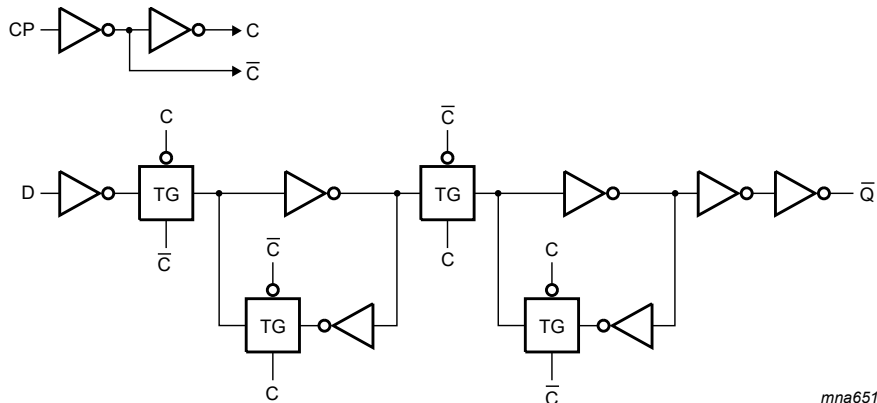 CP C
C̅
C C̅
D TG TG Q̅
C̅ C̅ C C
TG TG
C C̅
mna651